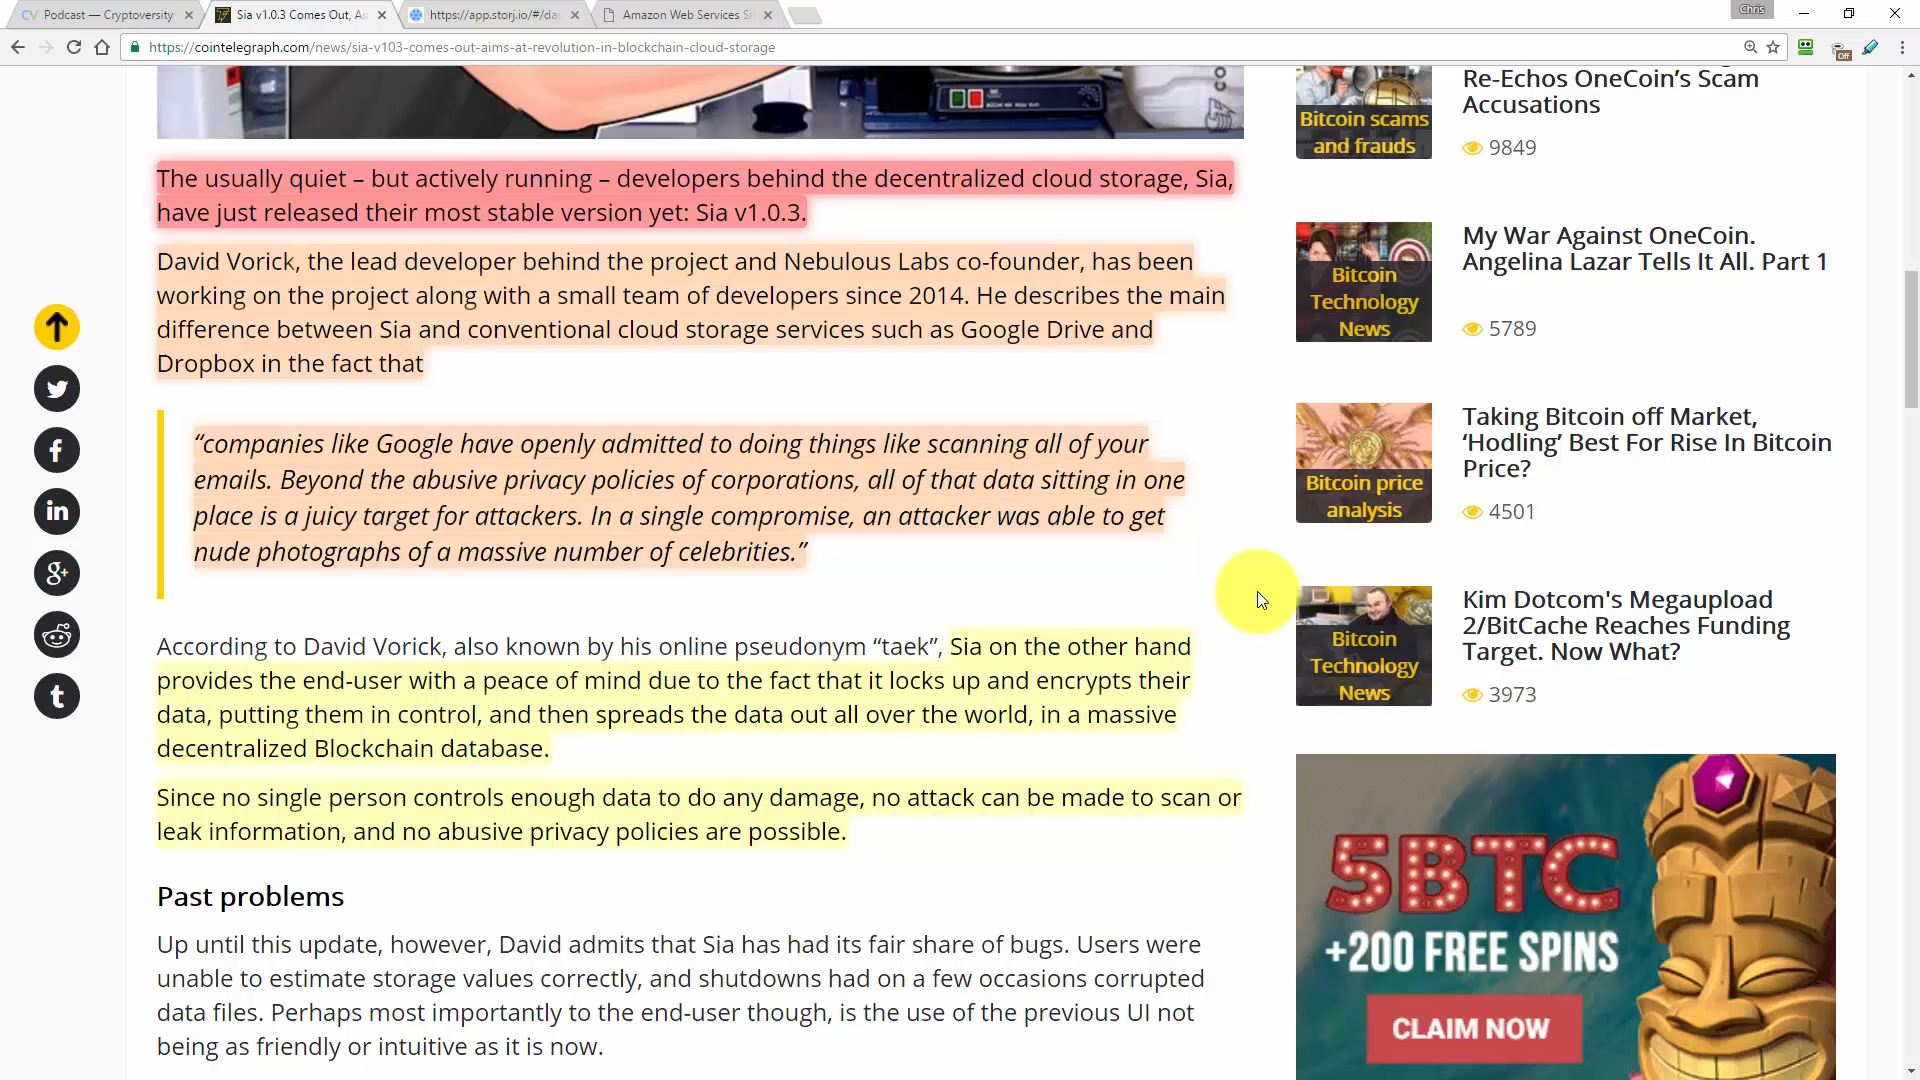 CV Podcast — Cryptoversity
Sia v1.0.3 Comes Out, Ai
https://app.storj.io/#/da
Amazon Web Services Si
Chris
https://cointelegraph.com/news/sia-v103-comes-out-aims-at-revolution-in-blockchain-cloud-storage
Off
The usually quiet – but actively running – developers behind the decentralized cloud storage, Sia,
have just released their most stable version yet: Sia v1.0.3.
David Vorick, the lead developer behind the project and Nebulous Labs co-founder, has been
working on the project along with a small team of developers since 2014. He describes the main
difference between Sia and conventional cloud storage services such as Google Drive and
Dropbox in the fact that
“companies like Google have openly admitted to doing things like scanning all of your
emails. Beyond the abusive privacy policies of corporations, all of that data sitting in one
place is a juicy target for attackers. In a single compromise, an attacker was able to get
nude photographs of a massive number of celebrities.”
According to David Vorick, also known by his online pseudonym “taek”, Sia on the other hand
provides the end-user with a peace of mind due to the fact that it locks up and encrypts their
data, putting them in control, and then spreads the data out all over the world, in a massive
decentralized Blockchain database.
Since no single person controls enough data to do any damage, no attack can be made to scan or
leak information, and no abusive privacy policies are possible.
Past problems
Up until this update, however, David admits that Sia has had its fair share of bugs. Users were
unable to estimate storage values correctly, and shutdowns had on a few occasions corrupted
data files. Perhaps most importantly to the end-user though, is the use of the previous UI not
being as friendly or intuitive as it is now.
Bitcoin scams
and frauds
Re-Echos OneCoin’s Scam
Accusations
9849
Bitcoin
Technology
News
My War Against OneCoin.
Angelina Lazar Tells It All. Part 1
5789
Bitcoin price
analysis
Taking Bitcoin off Market,
‘Hodling’ Best For Rise In Bitcoin
Price?
4501
Bitcoin
Technology
News
Kim Dotcom's Megaupload
2/BitCache Reaches Funding
Target. Now What?
3973
5BTC
+200 FREE SPINS
CLAIM NOW